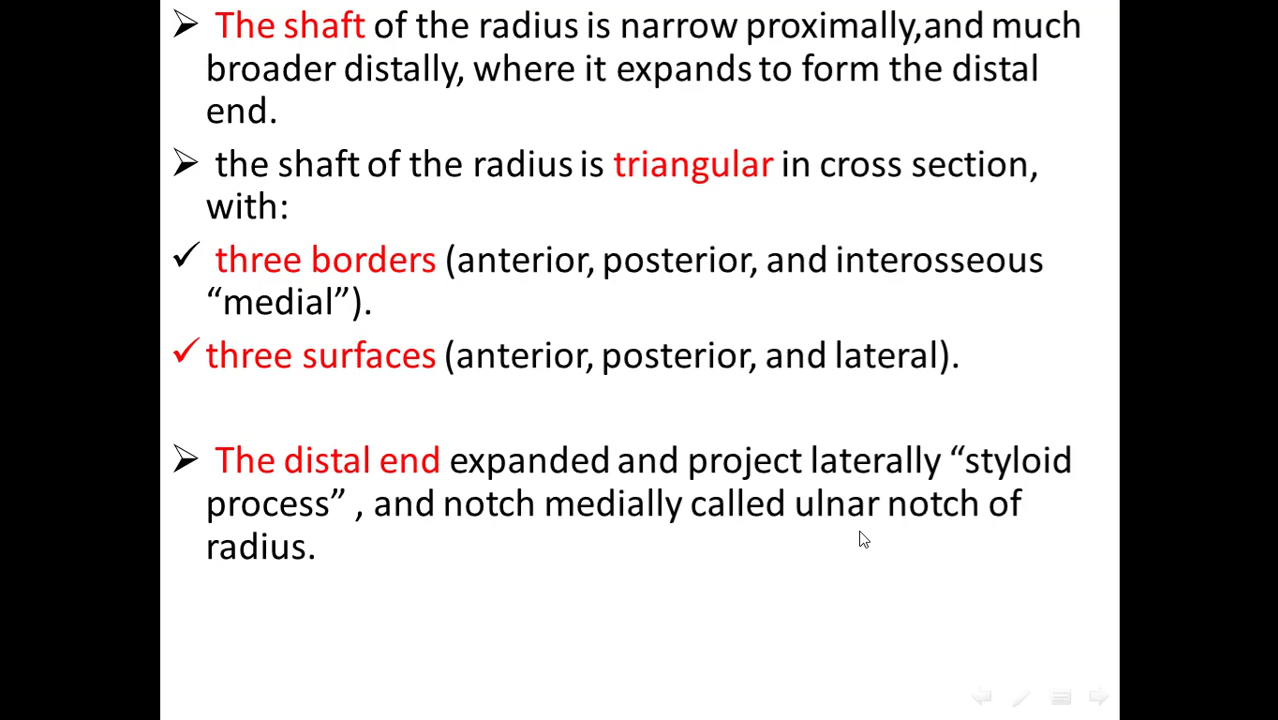 The shaft of the radius is narrow proximally,and much
broader distally, where it expands to form the distal
end.
the shaft of the radius is triangular in cross section,
with:
three borders (anterior, posterior, and interosseous
“medial”).
three surfaces (anterior, posterior, and lateral).
The distal end expanded and project laterally “styloid
process” , and notch medially called ulnar notch of
radius.